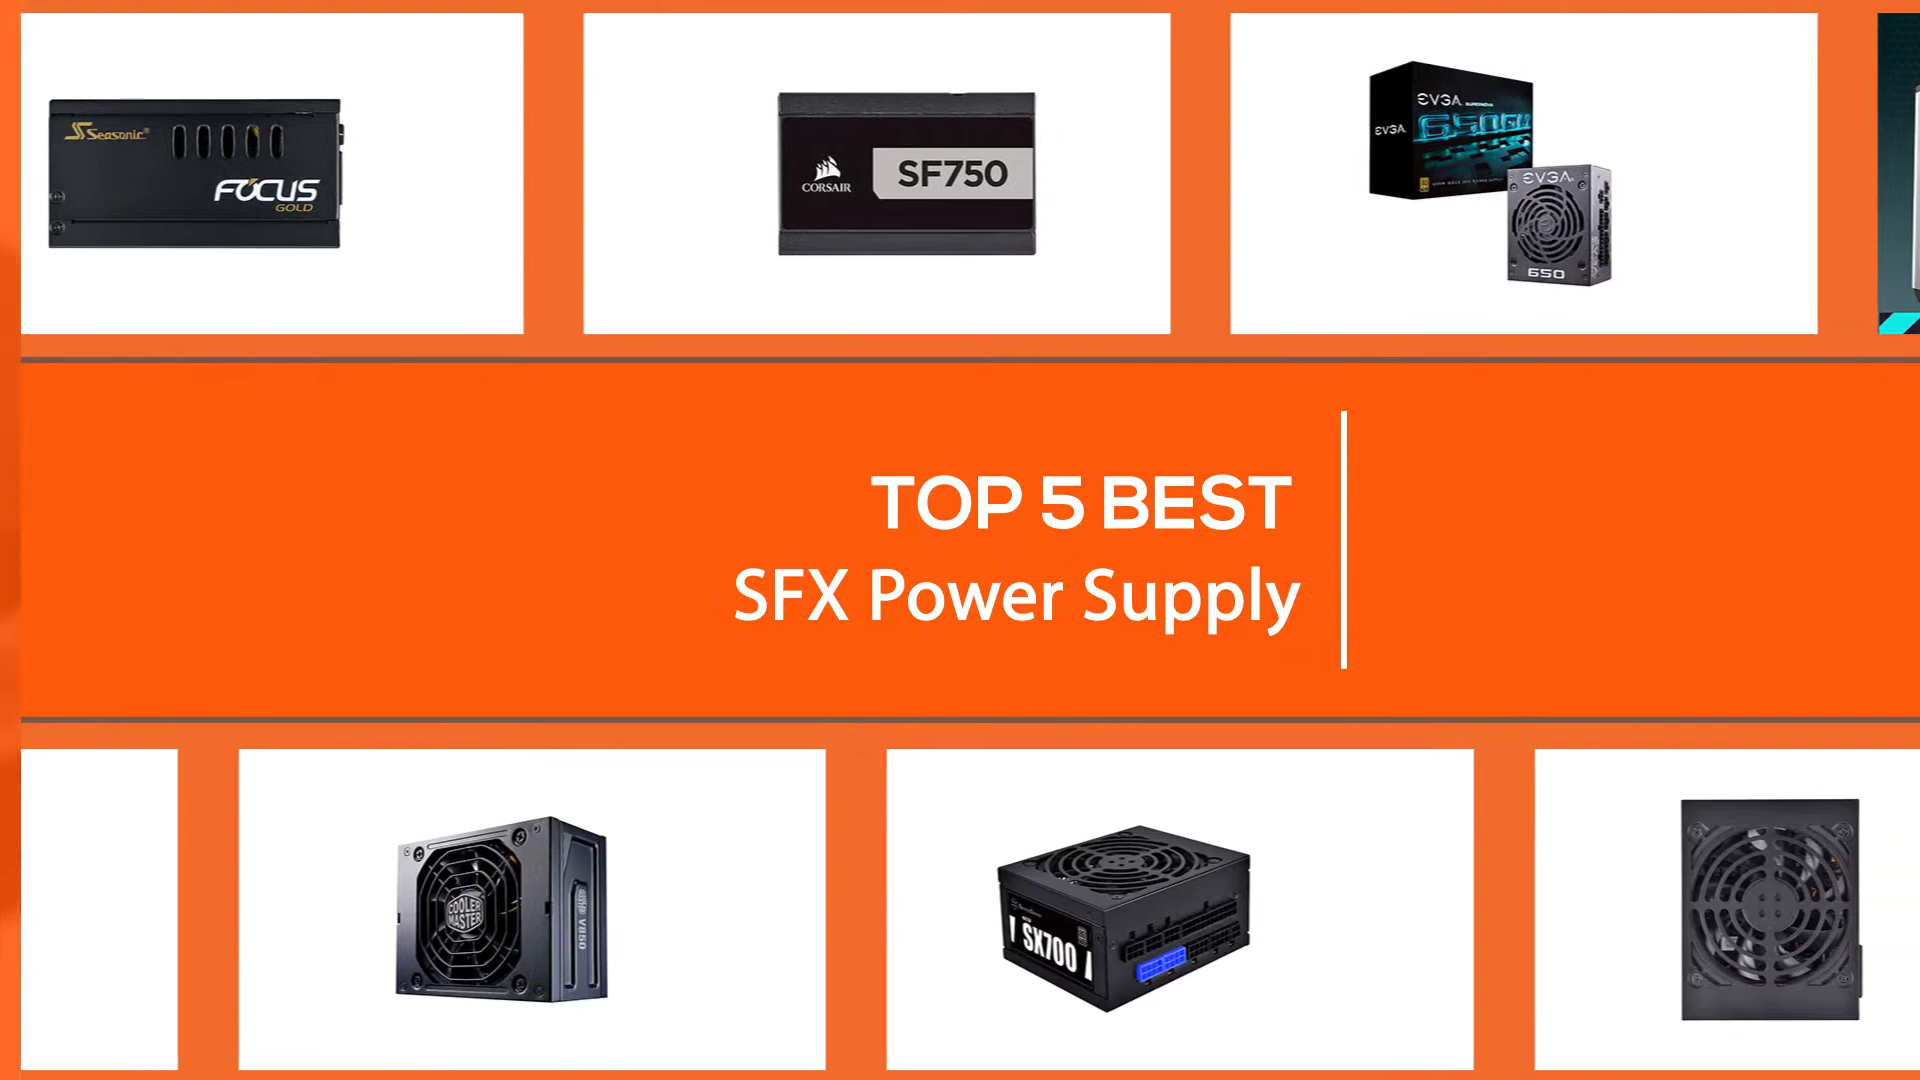 Seasonic
FOCUS
GOLD
CORSAIR
SF750
EVGA SUPERNOVA
EVGA
EVGA
650
TOP 5 BEST
SFX Power Supply
COOLER
MASTER
V850
SX700